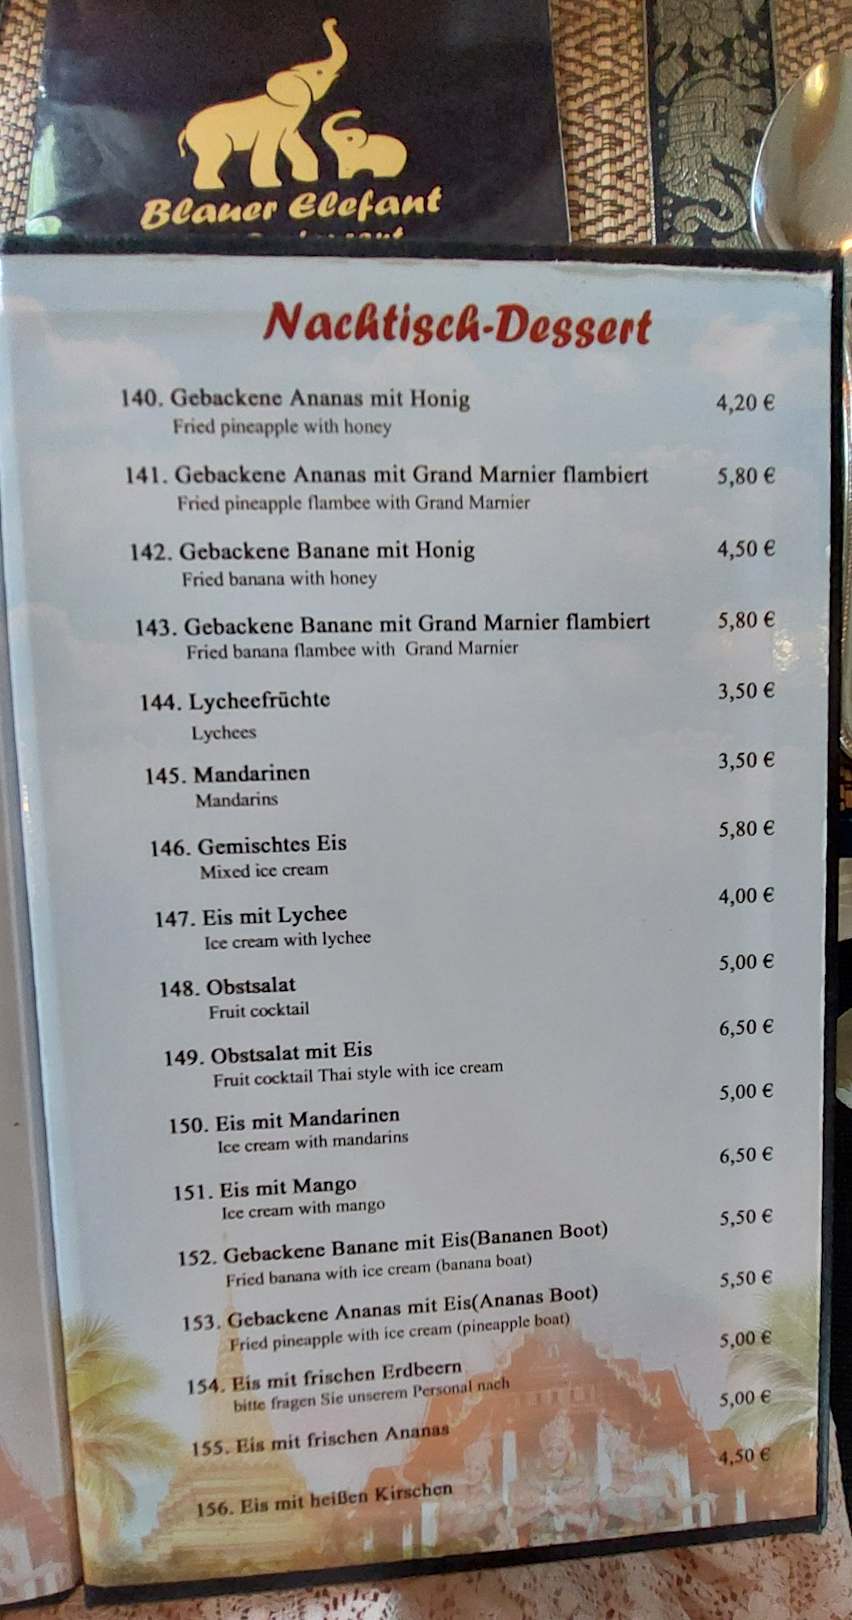 Blauer Elefant
Nachtisch-Dessert
140. Gebackene Ananas mit Honig 4,20 €
Fried pineapple with honey
141. Gebackene Ananas mit Grand Marnier flambiert 5,80 €
Fried pineapple flambee with Grand Marnier
142. Gebackene Banane mit Honig 4,50 €
Fried banana with honey
143. Gebackene Banane mit Grand Marnier flambiert 5,80 €
Fried banana flambee with Grand Marnier
144. Lycheefrüchte 3,50 €
Lychees
145. Mandarinen 3,50 €
Mandarins
146. Gemischtes Eis 5,80 €
Mixed ice cream
147. Eis mit Lychee 4,00 €
Ice cream with lychee
148. Obstsalat 5,00 €
Fruit cocktail
149. Obstsalat mit Eis 6,50 €
Fruit cocktail Thai style with ice cream
150. Eis mit Mandarinen 5,00 €
Ice cream with mandarins
151. Eis mit Mango 6,50 €
Ice cream with mango
152. Gebackene Banane mit Eis(Bananen Boot) 5,50 €
Fried banana with ice cream (banana boat)
153. Gebackene Ananas mit Eis(Ananas Boot) 5,50 €
Fried pineapple with ice cream (pineapple boat)
154. Eis mit frischen Erdbeern 5,00 €
bitte fragen Sie unserem Personal nach
155. Eis mit frischen Ananas 5,00 €
156. Eis mit heißen Kirschen 4,50 €